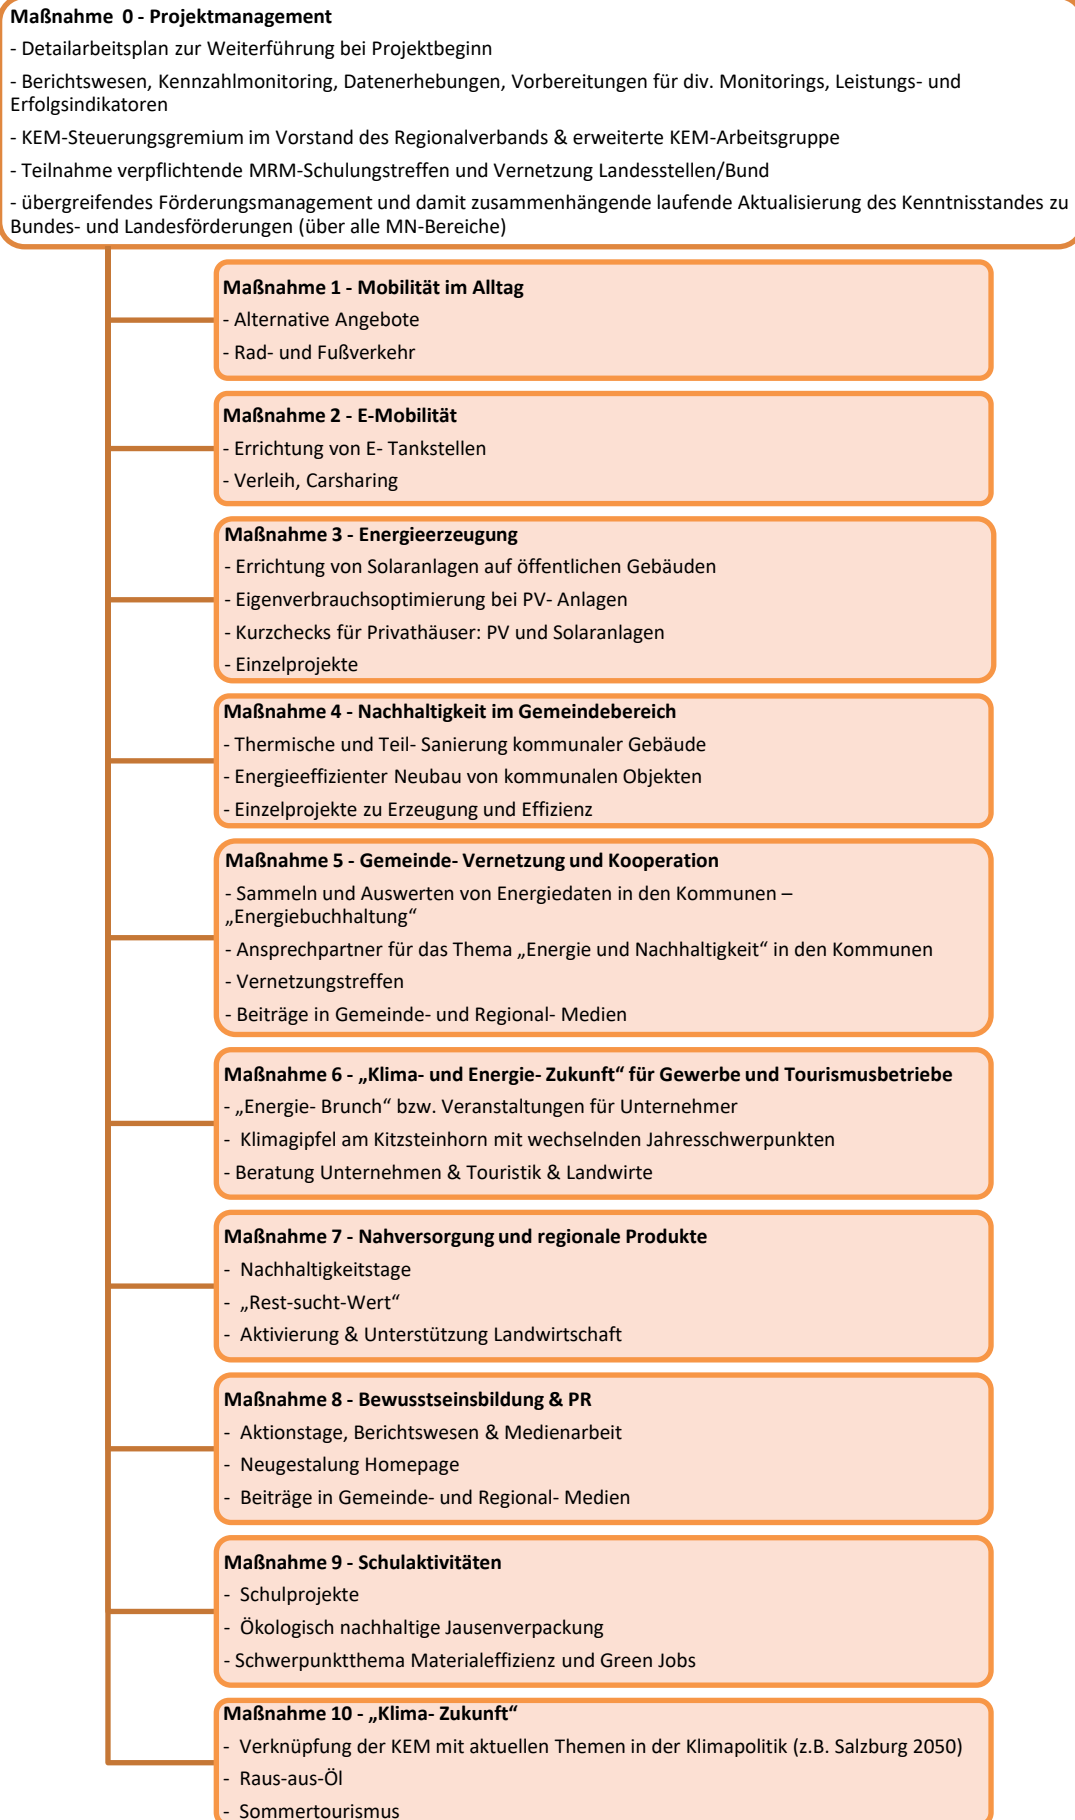 Maßnahme  0 - Projektmanagement
- Detailarbeitsplan zur Weiterführung bei Projektbeginn
- Berichtswesen, Kennzahlmonitoring, Datenerhebungen, Vorbereitungen für div. Monitorings, Leistungs- und
Erfolgsindikatoren
- KEM-Steuerungsgremium im Vorstand des Regionalverbands & erweiterte KEM-Arbeitsgruppe
- Teilnahme verpflichtende MRM-Schulungstreffen und Vernetzung Landesstellen/Bund
- übergreifendes Förderungsmanagement und damit zusammenhängende laufende Aktualisierung des Kenntnisstandes zu
Bundes- und Landesförderungen (über alle MN-Bereiche)
Maßnahme 1 - Mobilität im Alltag
- Alternative Angebote
- Rad- und Fußverkehr
Maßnahme 2 - E-Mobilität
- Errichtung von E- Tankstellen
- Verleih, Carsharing
Maßnahme 3 - Energieerzeugung
- Errichtung von Solaranlagen auf öffentlichen Gebäuden
- Eigenverbrauchsoptimierung bei PV- Anlagen
- Kurzchecks für Privathäuser: PV und Solaranlagen
- Einzelprojekte
Maßnahme 4 - Nachhaltigkeit im Gemeindebereich
- Thermische und Teil- Sanierung kommunaler Gebäude
- Energieeffizienter Neubau von kommunalen Objekten
- Einzelprojekte zu Erzeugung und Effizienz
Maßnahme 5 - Gemeinde- Vernetzung und Kooperation
- Sammeln und Auswerten von Energiedaten in den Kommunen –
„Energiebuchhaltung“
- Ansprechpartner für das Thema „Energie und Nachhaltigkeit“ in den Kommunen
- Vernetzungstreffen
- Beiträge in Gemeinde- und Regional- Medien
Maßnahme 6 - „Klima- und Energie- Zukunft“ für Gewerbe und Tourismusbetriebe
- „Energie- Brunch“ bzw. Veranstaltungen für Unternehmer
-  Klimagipfel am Kitzsteinhorn mit wechselnden Jahresschwerpunkten
- Beratung Unternehmen & Touristik & Landwirte
Maßnahme 7 - Nahversorgung und regionale Produkte
-  Nachhaltigkeitstage
-  „Rest-sucht-Wert“
-  Aktivierung & Unterstützung Landwirtschaft
Maßnahme 8 - Bewusstseinsbildung & PR
-  Aktionstage, Berichtswesen & Medienarbeit
-  Neugestalung Homepage
-  Beiträge in Gemeinde- und Regional- Medien
Maßnahme 9 - Schulaktivitäten
-  Schulprojekte
-  Ökologisch nachhaltige Jausenverpackung
- Schwerpunktthema Materialeffizienz und Green Jobs
Maßnahme 10 - „Klima- Zukunft“
-  Verknüpfung der KEM mit aktuellen Themen in der Klimapolitik (z.B. Salzburg 2050)
-  Raus-aus-Öl
-  Sommertourismus